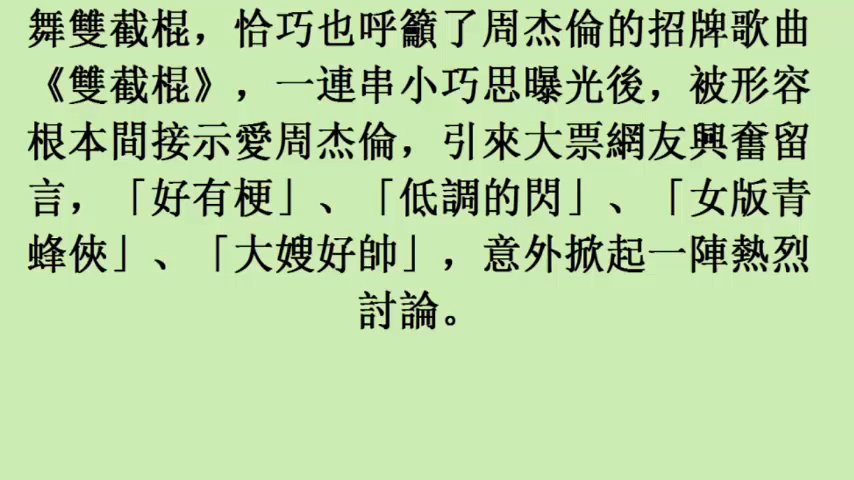 舞雙截棍，恰巧也呼籲了周杰倫的招牌歌曲
《雙截棍》，一連串小巧思曝光後，被形容
根本間接示愛周杰倫，引來大票網友興奮留
言，「好有梗」、「低調的閃」、「女版青
蜂俠」、「大嫂好帥」，意外掀起一陣熱烈
討論。